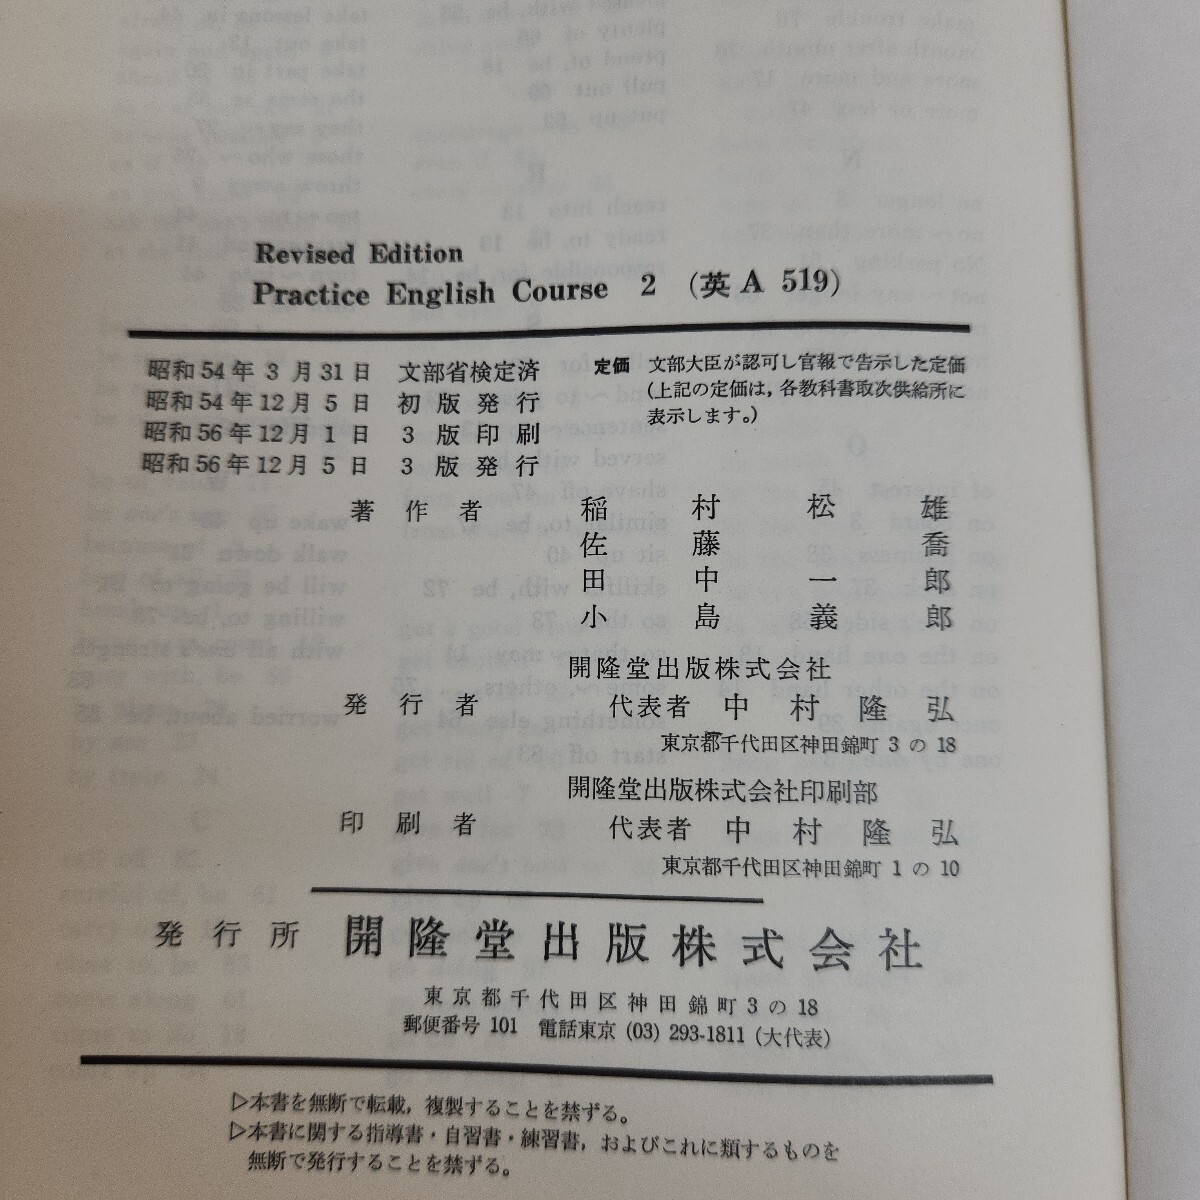 Revised Edition
Practice English Course 2 (英A 519)
昭和54年 3月31日 文部省検定済
昭和54年12月 5日 初版発行
昭和56年12月 1日 3版印刷
昭和56年12月 5日 3版発行
定価 文部大臣が認可し官報で告示した定価
(上記の定価は,各教科書取次供給所に
表示します。)
著作者 稲村松雄
佐藤喬
田中一郎
小島義郎
開隆堂出版株式会社
発行者 代表者 中村隆弘
東京都千代田区神田錦町3の18
開隆堂出版株式会社印刷部
印刷者 代表者 中村隆弘
東京都千代田区神田錦町1の10
発行所 開隆堂出版株式会社
東京都千代田区神田錦町3の18
郵便番号 101 電話東京 (03) 293-1811 (大代表)
▷本書を無断で転載,複製することを禁ずる。
▷本書に関する指導書・自習書・練習書,およびこれに類するものを
無断で発行することを禁ずる。